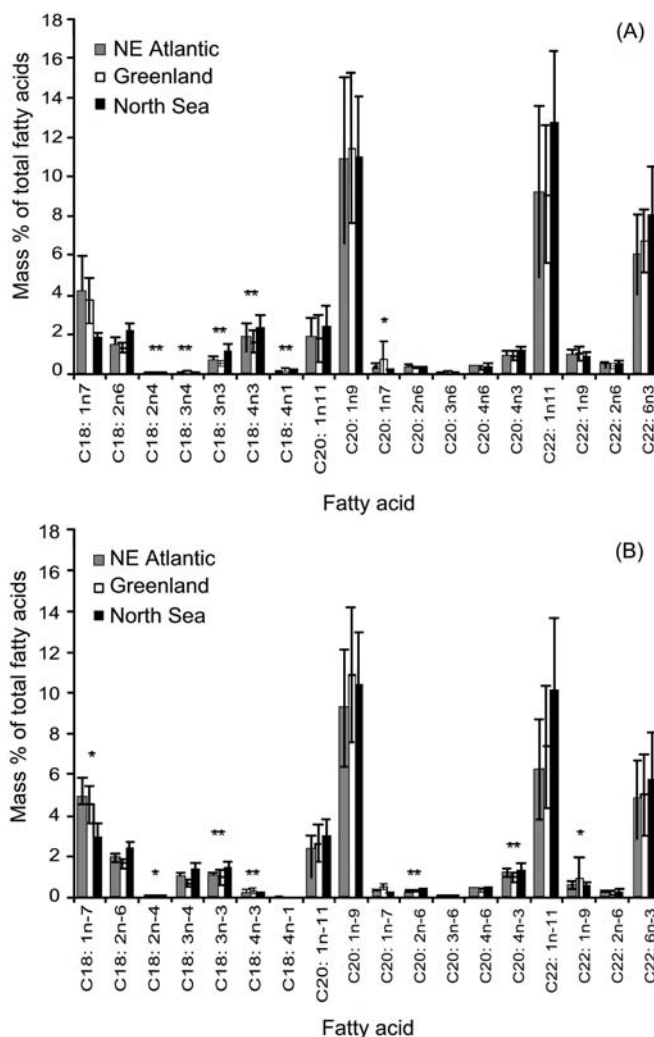 (A)
18
16
14
12
10
8
6
4
2
0
Mass % of total fatty acids
NE Atlantic
Greenland
North Sea
**
**
**
**
**
*
C18: 1n7
C18: 2n6
C18: 2n4
C18: 3n4
C18: 3n3
C18: 4n3
C18: 4n1
C20: 1n11
C20: 1n9
C20: 1n7
C20: 2n6
C20: 3n6
C20: 4n6
C20: 4n3
C22: 1n11
C22: 1n9
C22: 2n6
C22: 6n3
Fatty acid
(B)
18
16
14
12
10
8
6
4
2
0
Mass % of total fatty acids
NE Atlantic
Greenland
North Sea
*
*
**
**
**
**
*
C18: 1n-7
C18: 2n-6
C18: 2n-4
C18: 3n-4
C18: 3n-3
C18: 4n-3
C18: 4n-1
C20: 1n-11
C20: 1n-9
C20: 1n-7
C20: 2n-6
C20: 3n-6
C20: 4n-6
C20: 4n-3
C22: 1n-11
C22: 1n-9
C22: 2n-6
C22: 6n-3
Fatty acid